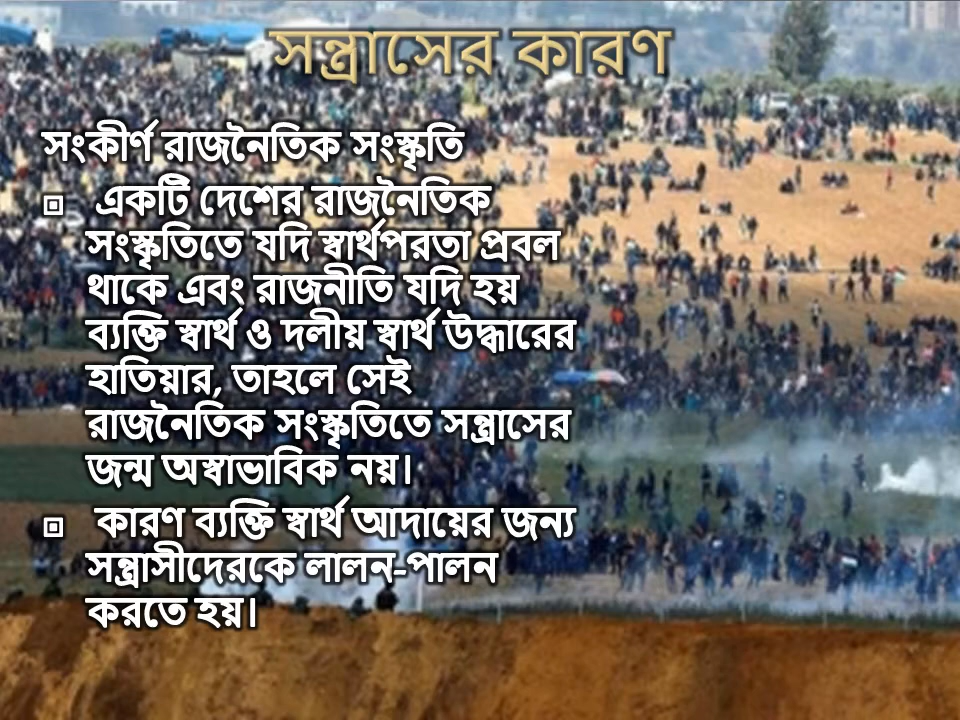 সন্ত্রাসের কারণ
সংকীর্ণ রাজনৈতিক সংস্কৃতি
একটি দেশের রাজনৈতিক
সংস্কৃতিতে যদি স্বার্থপরতা প্রবল
থাকে এবং রাজনীতি যদি হয়
ব্যক্তি স্বার্থ ও দলীয় স্বার্থ উদ্ধারের
হাতিয়ার, তাহলে সেই
রাজনৈতিক সংস্কৃতিতে সন্ত্রাসের
জন্ম অস্বাভাবিক নয়।
কারণ ব্যক্তি স্বার্থ আদায়ের জন্য
সন্ত্রাসীদেরকে লালন-পালন
করতে হয়।